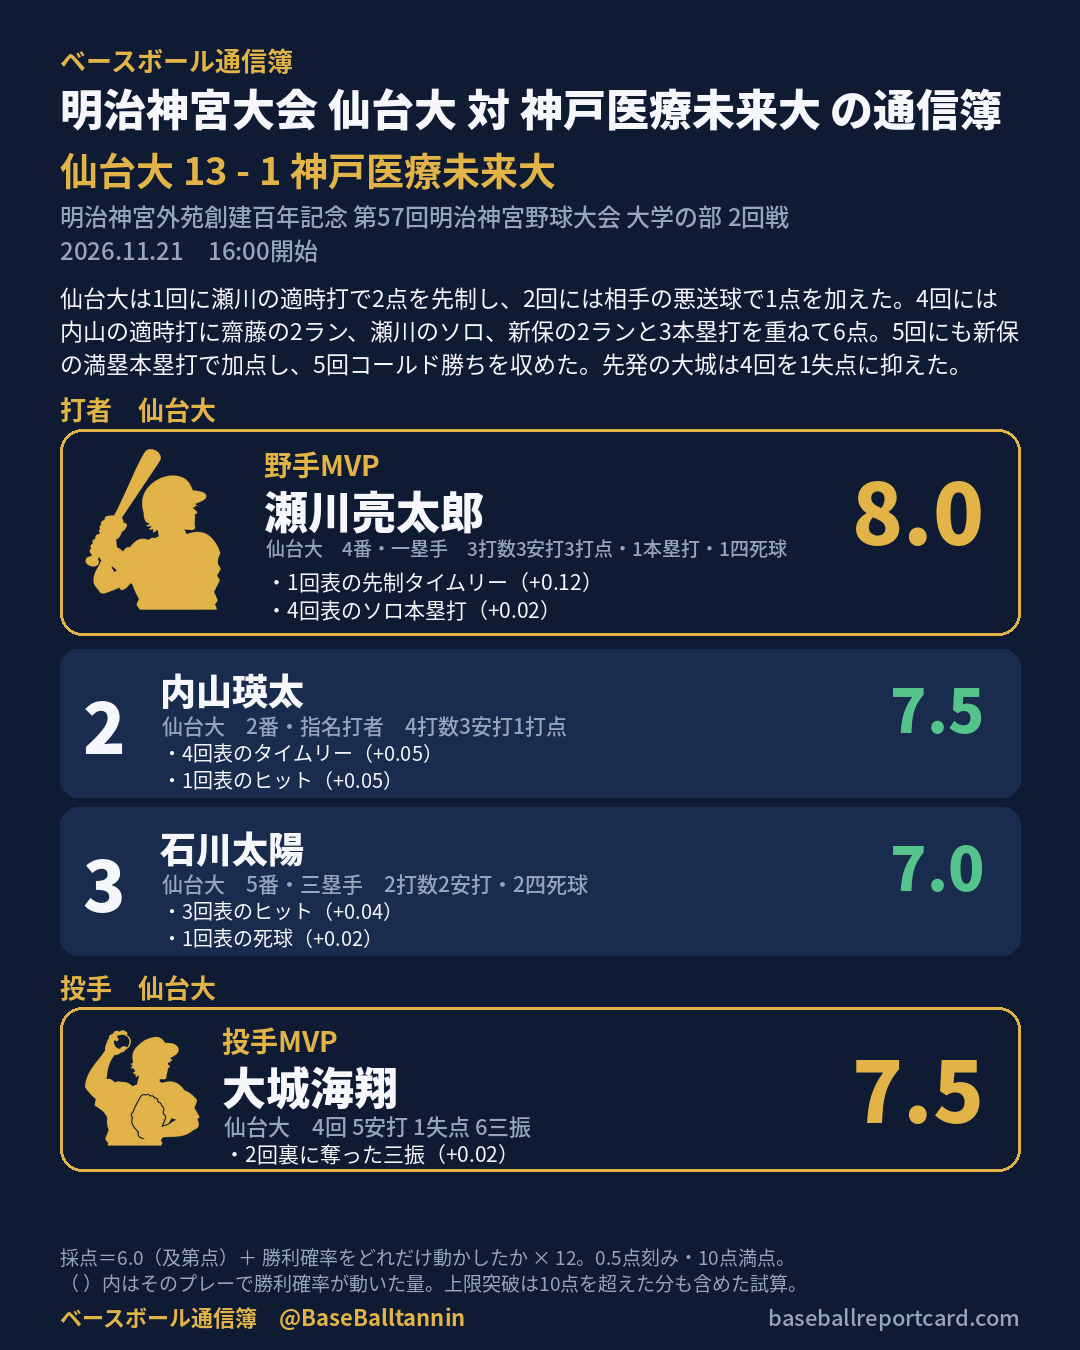 ベースボール通信簿
明治神宮大会 仙台大 対 神戸医療未来大 の通信簿
仙台大 13 - 1 神戸医療未来大
明治神宮外苑創建百年記念 第57回明治神宮野球大会 大学の部 2回戦
2026.11.21　16:00開始
仙台大は1回に瀬川の適時打で2点を先制し、2回には相手の悪送球で1点を加えた。4回には
内山の適時打に齋藤の2ラン、瀬川のソロ、新保の2ランと3本塁打を重ねて6点。5回にも新保
の満塁本塁打で加点し、5回コールド勝ちを収めた。先発の大城は4回を1失点に抑えた。
打者　仙台大
野手MVP
瀬川亮太郎
仙台大　4番・一塁手　3打数3安打3打点・1本塁打・1四死球
8.0
・1回表の先制タイムリー（+0.12）
・4回表のソロ本塁打（+0.02）
2
内山瑛太
仙台大　2番・指名打者　4打数3安打1打点
7.5
・4回表のタイムリー（+0.05）
・1回表のヒット（+0.05）
3
石川太陽
仙台大　5番・三塁手　2打数2安打・2四死球
7.0
・3回表のヒット（+0.04）
・1回表の死球（+0.02）
投手　仙台大
投手MVP
大城海翔
仙台大　4回 5安打 1失点 6三振
7.5
・2回裏に奪った三振（+0.02）
採点＝6.0（及第点）＋ 勝利確率をどれだけ動かしたか × 12。0.5点刻み・10点満点。
（ ）内はそのプレーで勝利確率が動いた量。上限突破は10点を超えた分も含めた試算。
ベースボール通信簿　@BaseBalltannin
baseballreportcard.com